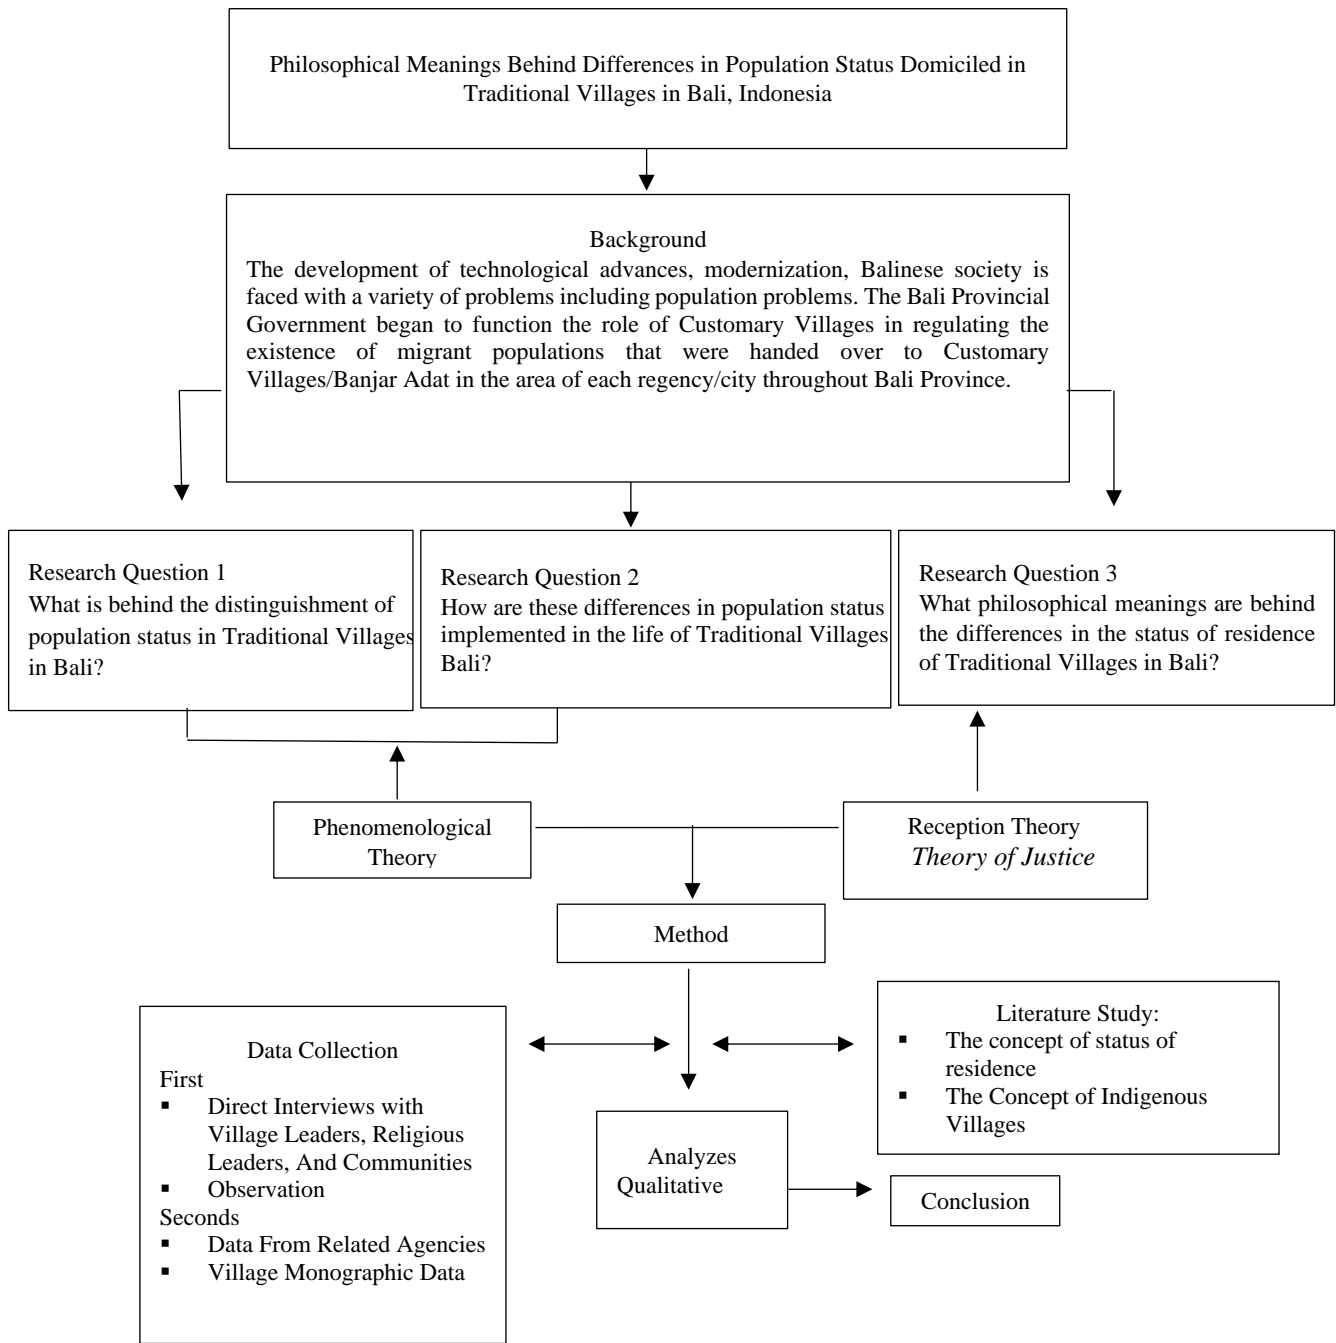 Philosophical Meanings Behind Differences in Population Status Domiciled in
Traditional Villages in Bali, Indonesia
Background
The development of technological advances, modernization, Balinese society is
faced with a variety of problems including population problems. The Bali Provincial
Government began to function the role of Customary Villages in regulating the
existence of migrant populations that were handed over to Customary
Villages/Banjar Adat in the area of each regency/city throughout Bali Province.
Research Question 1
What is behind the distinguishment of
population status in Traditional Villages
in Bali?
Research Question 2
How are these differences in population status
implemented in the life of Traditional Villages
Bali?
Research Question 3
What philosophical meanings are behind
the differences in the status of residence
of Traditional Villages in Bali?
Phenomenological
Theory
Reception Theory
Theory of Justice
Method
Data Collection
First
▪ Direct Interviews with
Village Leaders, Religious
Leaders, And Communities
▪ Observation
Seconds
▪ Data From Related Agencies
▪ Village Monographic Data
Literature Study:
▪ The concept of status of
residence
▪ The Concept of Indigenous
Villages
Analyzes
Qualitative
Conclusion